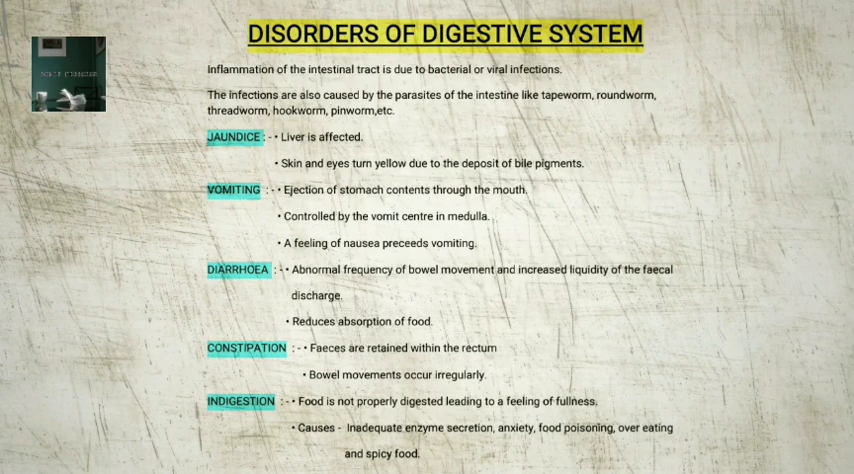 DISORDERS OF DIGESTIVE SYSTEM
Inflammation of the intestinal tract is due to bacterial or viral infections.
The infections are also caused by the parasites of the intestine like tapeworm, roundworm,
threadworm, hookworm, pinworm,etc.
JAUNDICE : - • Liver is affected.
• Skin and eyes turn yellow due to the deposit of bile pigments.
VOMITING : - • Ejection of stomach contents through the mouth.
• Controlled by the vomit centre in medulla.
• A feeling of nausea preceeds vomiting.
DIARRHOEA : - • Abnormal frequency of bowel movement and increased liquidity of the faecal
discharge.
• Reduces absorption of food.
CONSTIPATION : - • Faeces are retained within the rectum
• Bowel movements occur irregularly.
INDIGESTION : - • Food is not properly digested leading to a feeling of fullness.
• Causes - Inadequate enzyme secretion, anxiety, food poisoning, over eating
and spicy food.